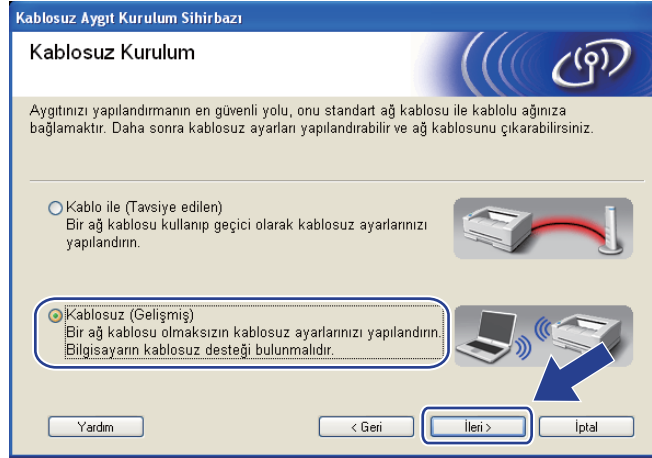 Kablosuz Aygıt Kurulum Sihirbazı
Kablosuz Kurulum
Aygıtınızı yapılandırmanın en güvenli yolu, onu standart ağ kablosu ile kablolu ağınıza
bağlamaktır. Daha sonra kablosuz ayarları yapılandırabilir ve ağ kablosunu çıkarabilirsiniz.
Kablo ile (Tavsiye edilen)
Bir ağ kablosu kullanıp geçici olarak kablosuz ayarlarınızı
yapılandırın.
Kablosuz (Gelişmiş)
Bir ağ kablosu olmaksızın kablosuz ayarlarınızı yapılandırın.
Bilgisayarın kablosuz desteği bulunmalıdır.
Yardım
< Geri
İleri >
İptal